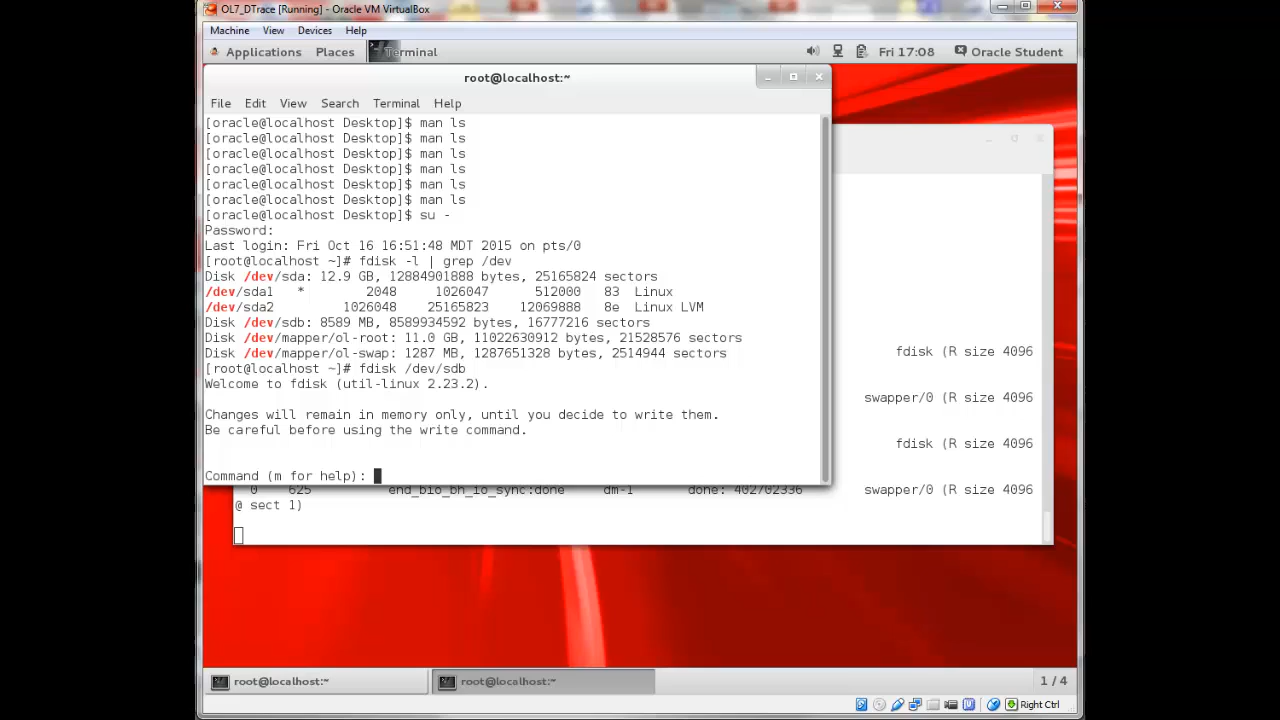 OL7_DTrace [Running] - Oracle VM VirtualBox
Machine View Devices Help
Applications Places Terminal Fri 17:08 Oracle Student
root@localhost:~
File Edit View Search Terminal Help
[oracle@localhost Desktop]$ man ls
[oracle@localhost Desktop]$ man ls
[oracle@localhost Desktop]$ man ls
[oracle@localhost Desktop]$ man ls
[oracle@localhost Desktop]$ man ls
[oracle@localhost Desktop]$ man ls
[oracle@localhost Desktop]$ su -
Password:
Last login: Fri Oct 16 16:51:48 MDT 2015 on pts/0
[root@localhost ~]# fdisk -l | grep /dev
Disk /dev/sda: 12.9 GB, 12884901888 bytes, 25165824 sectors
/dev/sda1 * 2048 1026047 512000 83 Linux
/dev/sda2 1026048 25165823 12069888 8e Linux LVM
Disk /dev/sdb: 8589 MB, 8589934592 bytes, 16777216 sectors
Disk /dev/mapper/ol-root: 11.0 GB, 11022630912 bytes, 21528576 sectors
Disk /dev/mapper/ol-swap: 1287 MB, 1287651328 bytes, 2514944 sectors
[root@localhost ~]# fdisk /dev/sdb
Welcome to fdisk (util-linux 2.23.2).
Changes will remain in memory only, until you decide to write them.
Be careful before using the write command.
Command (m for help):
fdisk (R size 4096
swapper/0 (R size 4096
fdisk (R size 4096
0 625 end_bio_bh_io_sync:done dm-1 done: 402702336 swapper/0 (R size 4096
@ sect 1)
root@localhost:~ root@localhost:~ 1 / 4
Right Ctrl